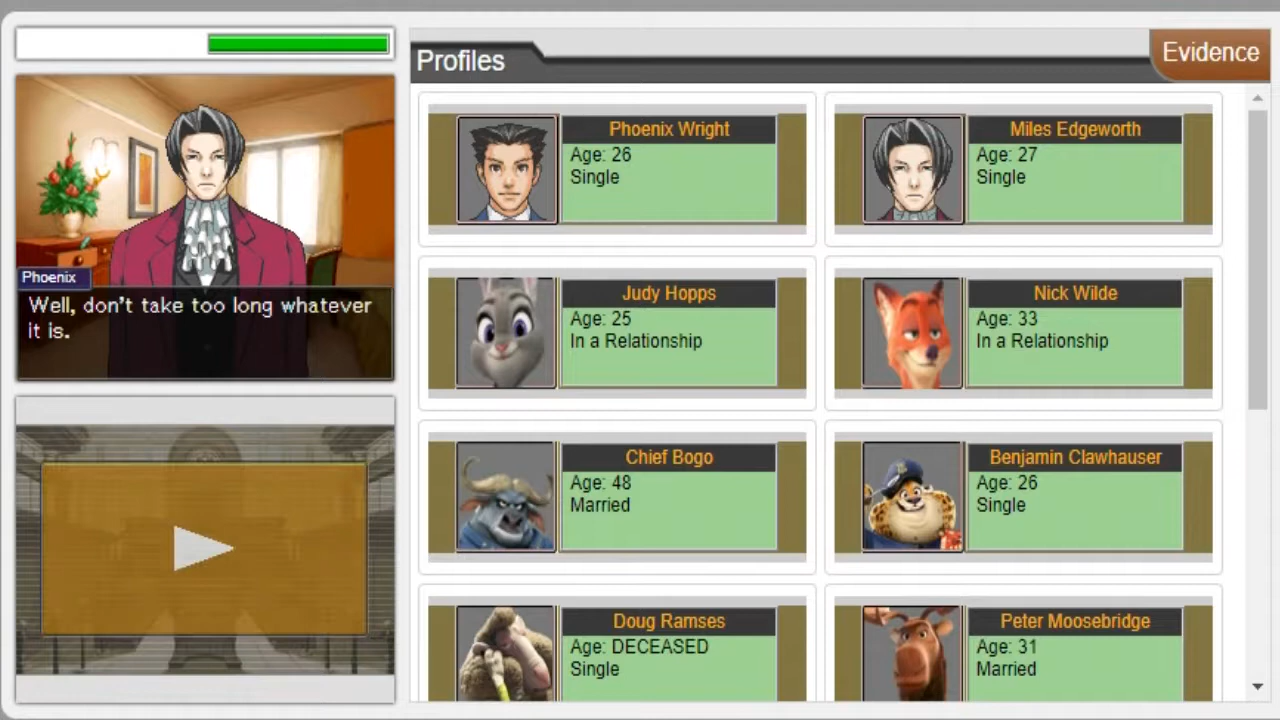 Profiles
Evidence
Phoenix
Well, don't take too long whatever
it is.
Phoenix Wright
Age: 26
Single
Miles Edgeworth
Age: 27
Single
Judy Hopps
Age: 25
In a Relationship
Nick Wilde
Age: 33
In a Relationship
Chief Bogo
Age: 48
Married
Benjamin Clawhauser
Age: 26
Single
Doug Ramses
Age: DECEASED
Single
Peter Moosebridge
Age: 31
Married